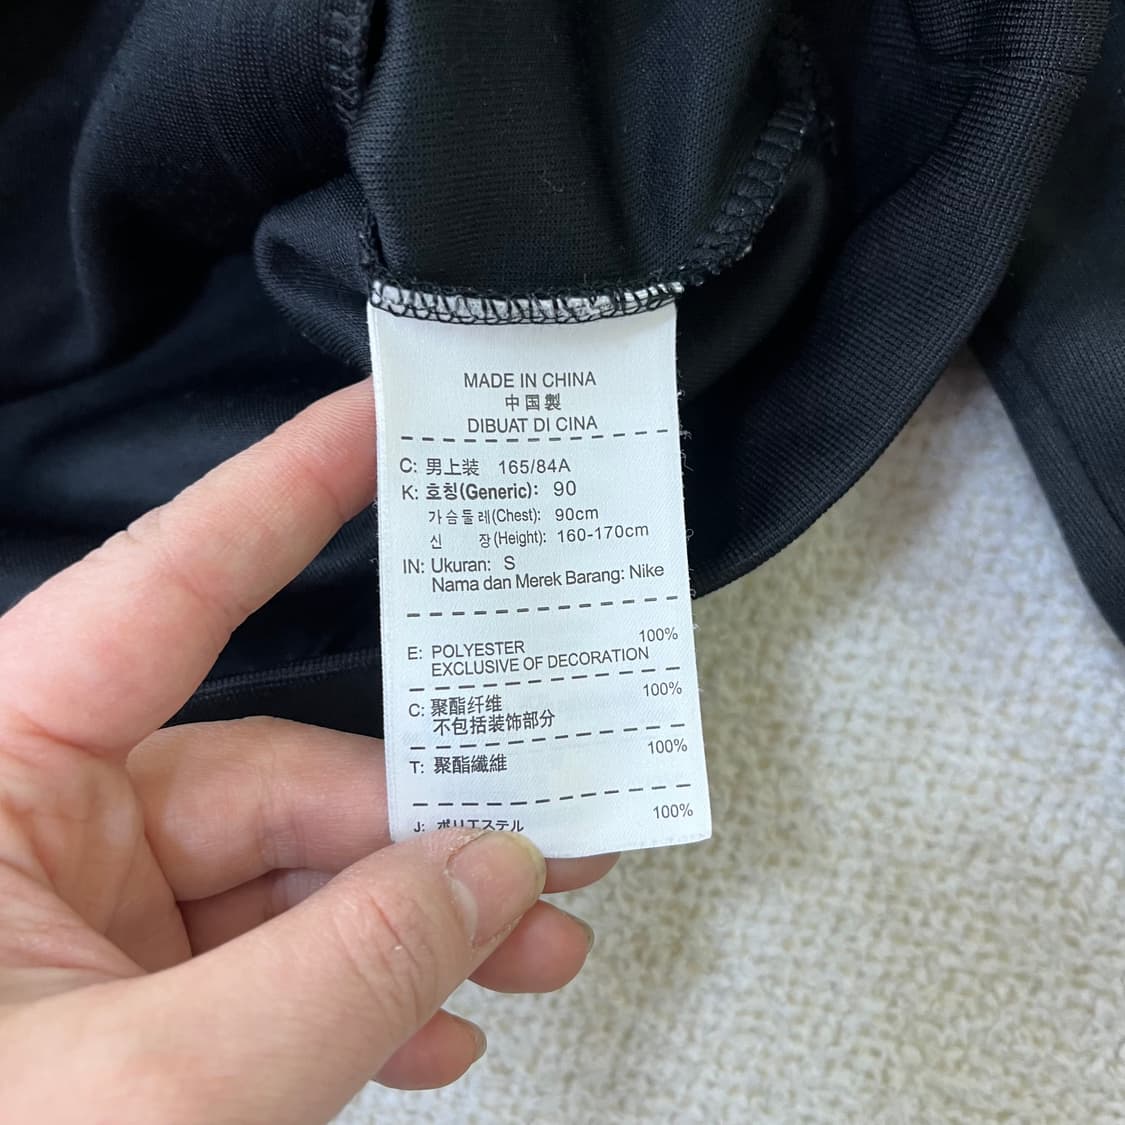 MADE IN CHINA
中国製
DIBUAT DI CINA
C: 男上装 165/84A
K: 호칭(Generic): 90
가슴둘레(Chest): 90cm
신 장(Height): 160-170cm
IN: Ukuran: S
Nama dan Merek Barang: Nike
E: POLYESTER 100%
EXCLUSIVE OF DECORATION
C: 聚酯纤维 100%
不包括装饰部分
T: 聚酯纖維 100%
J: ポリエステル 100%